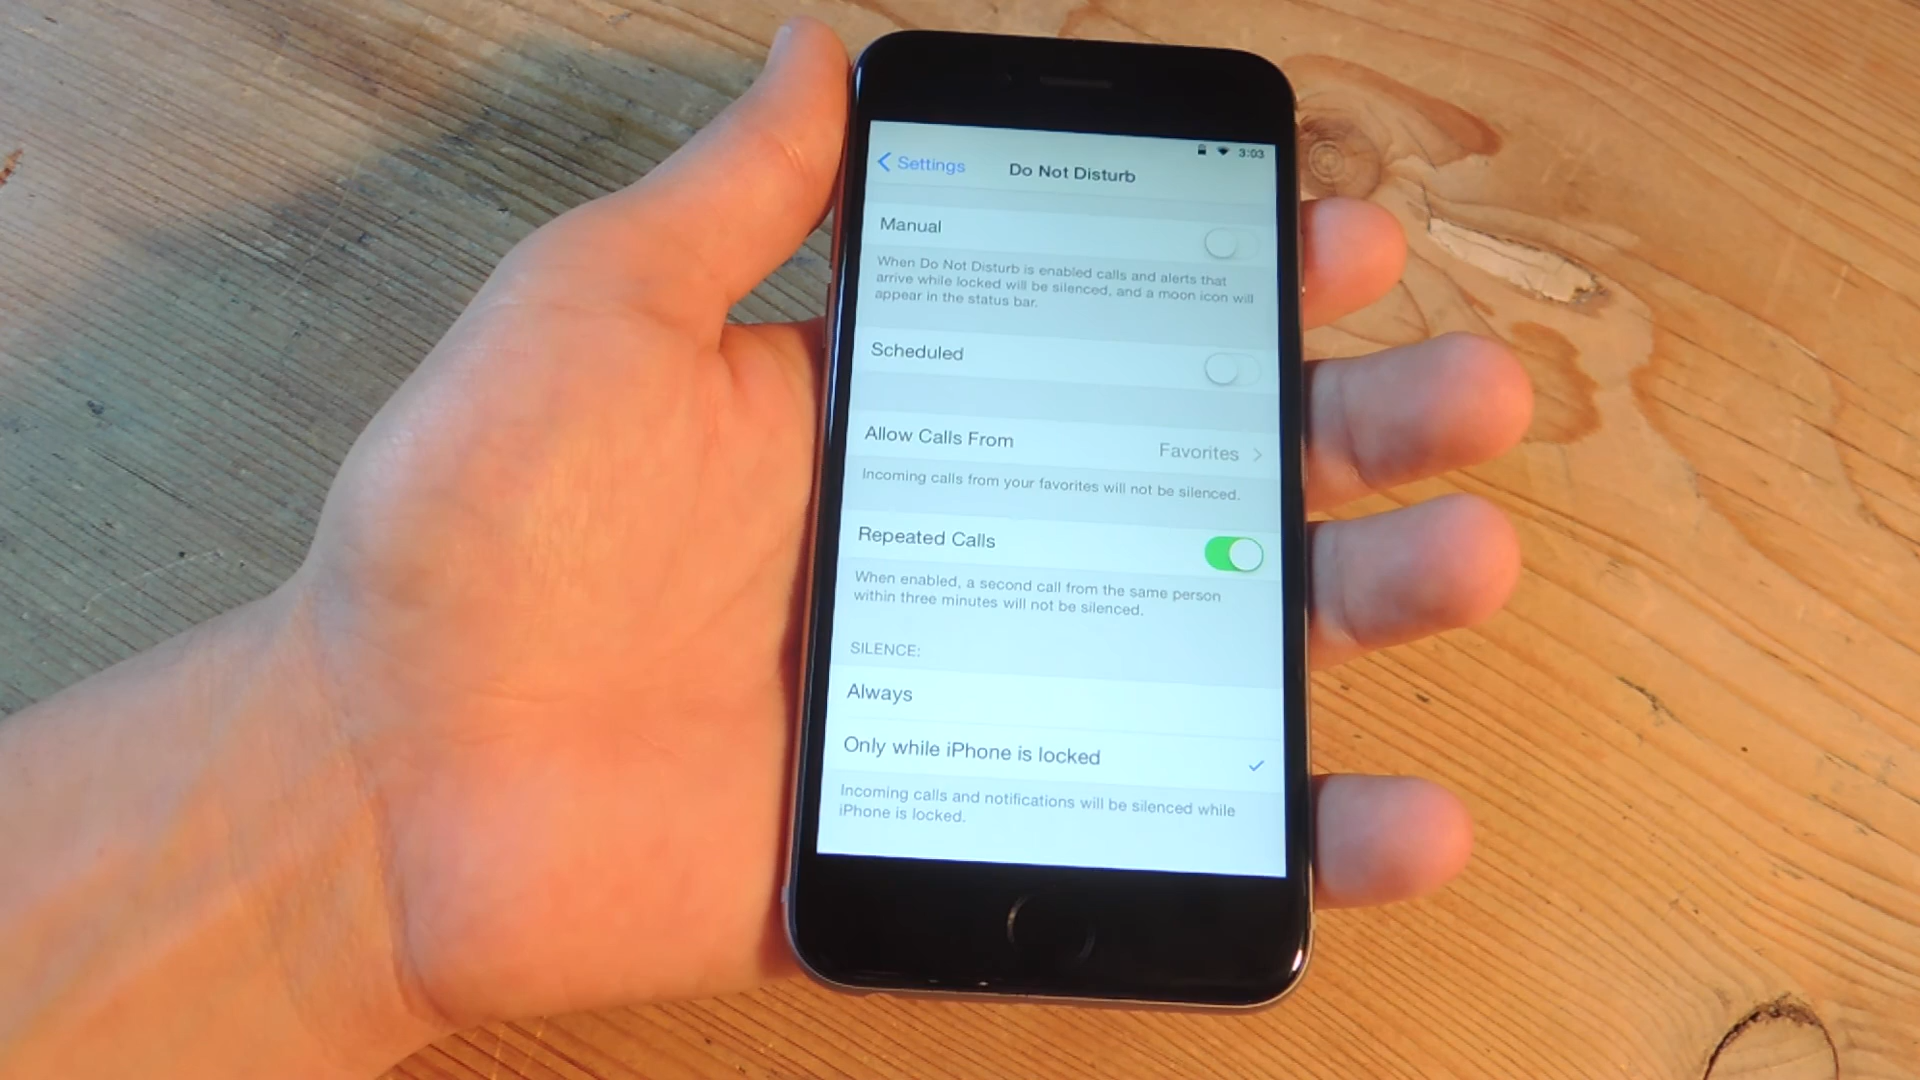 3:03
Settings
Do Not Disturb
Manual
When Do Not Disturb is enabled calls and alerts that
arrive while locked will be silenced, and a moon icon will
appear in the status bar.
Scheduled
Allow Calls From Favorites
Incoming calls from your favorites will not be silenced.
Repeated Calls
When enabled, a second call from the same person
within three minutes will not be silenced.
SILENCE:
Always
Only while iPhone is locked
Incoming calls and notifications will be silenced while
iPhone is locked.